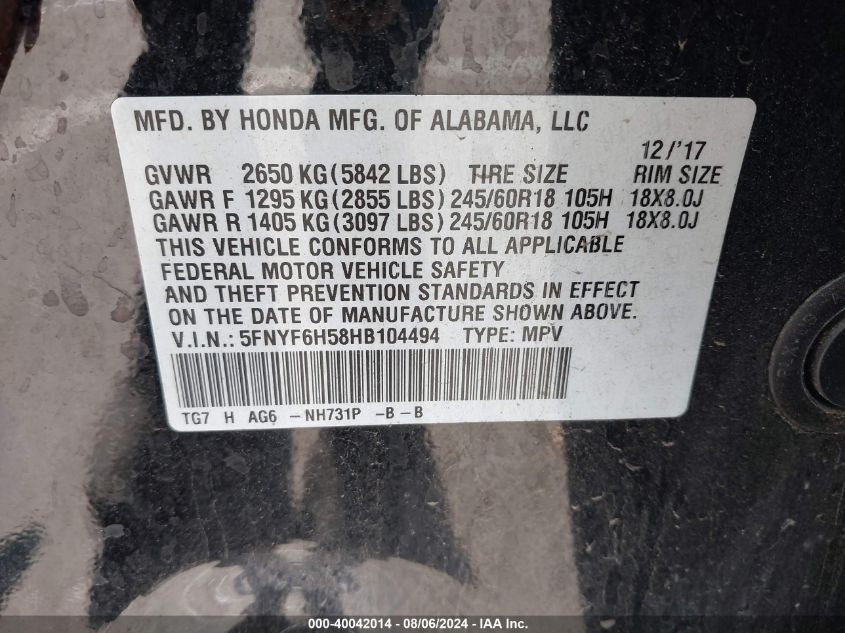 MFD. BY HONDA MFG. OF ALABAMA, LLC
12/'17
GVWR 2650 KG(5842 LBS) TIRE SIZE RIM SIZE
GAWR F 1295 KG(2855 LBS)245/60R18 105H 18X8.0J
GAWR R 1405 KG(3097 LBS)245/60R18 105H 18X8.0J
THIS VEHICLE CONFORMS TO ALL APPLICABLE
FEDERAL MOTOR VEHICLE SAFETY
AND THEFT PREVENTION STANDARDS IN EFFECT
ON THE DATE OF MANUFACTURE SHOWN ABOVE.
V.I.N.: 5FNYF6H58HB104494 TYPE: MPV
TG7 H AG6 -NH731P -B-B
000-40042014 - 08/06/2024 - IAA Inc.